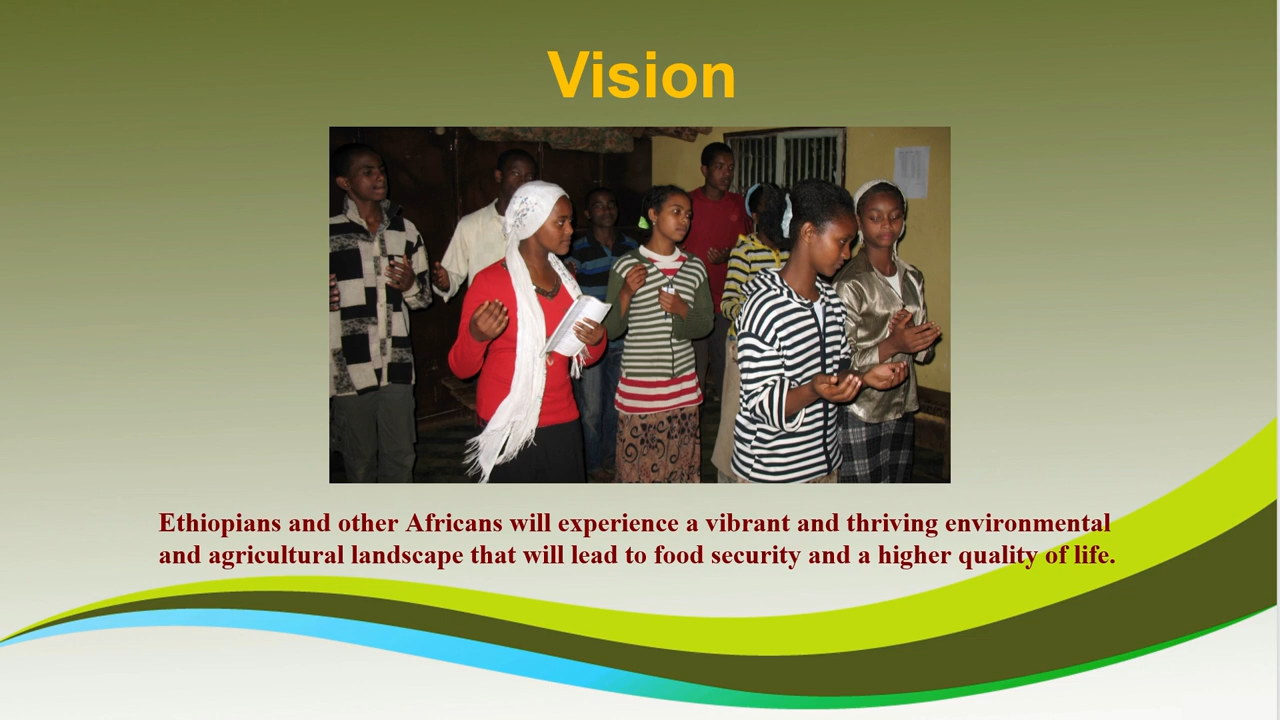 Vision
Ethiopians and other Africans will experience a vibrant and thriving environmental
and agricultural landscape that will lead to food security and a higher quality of life.